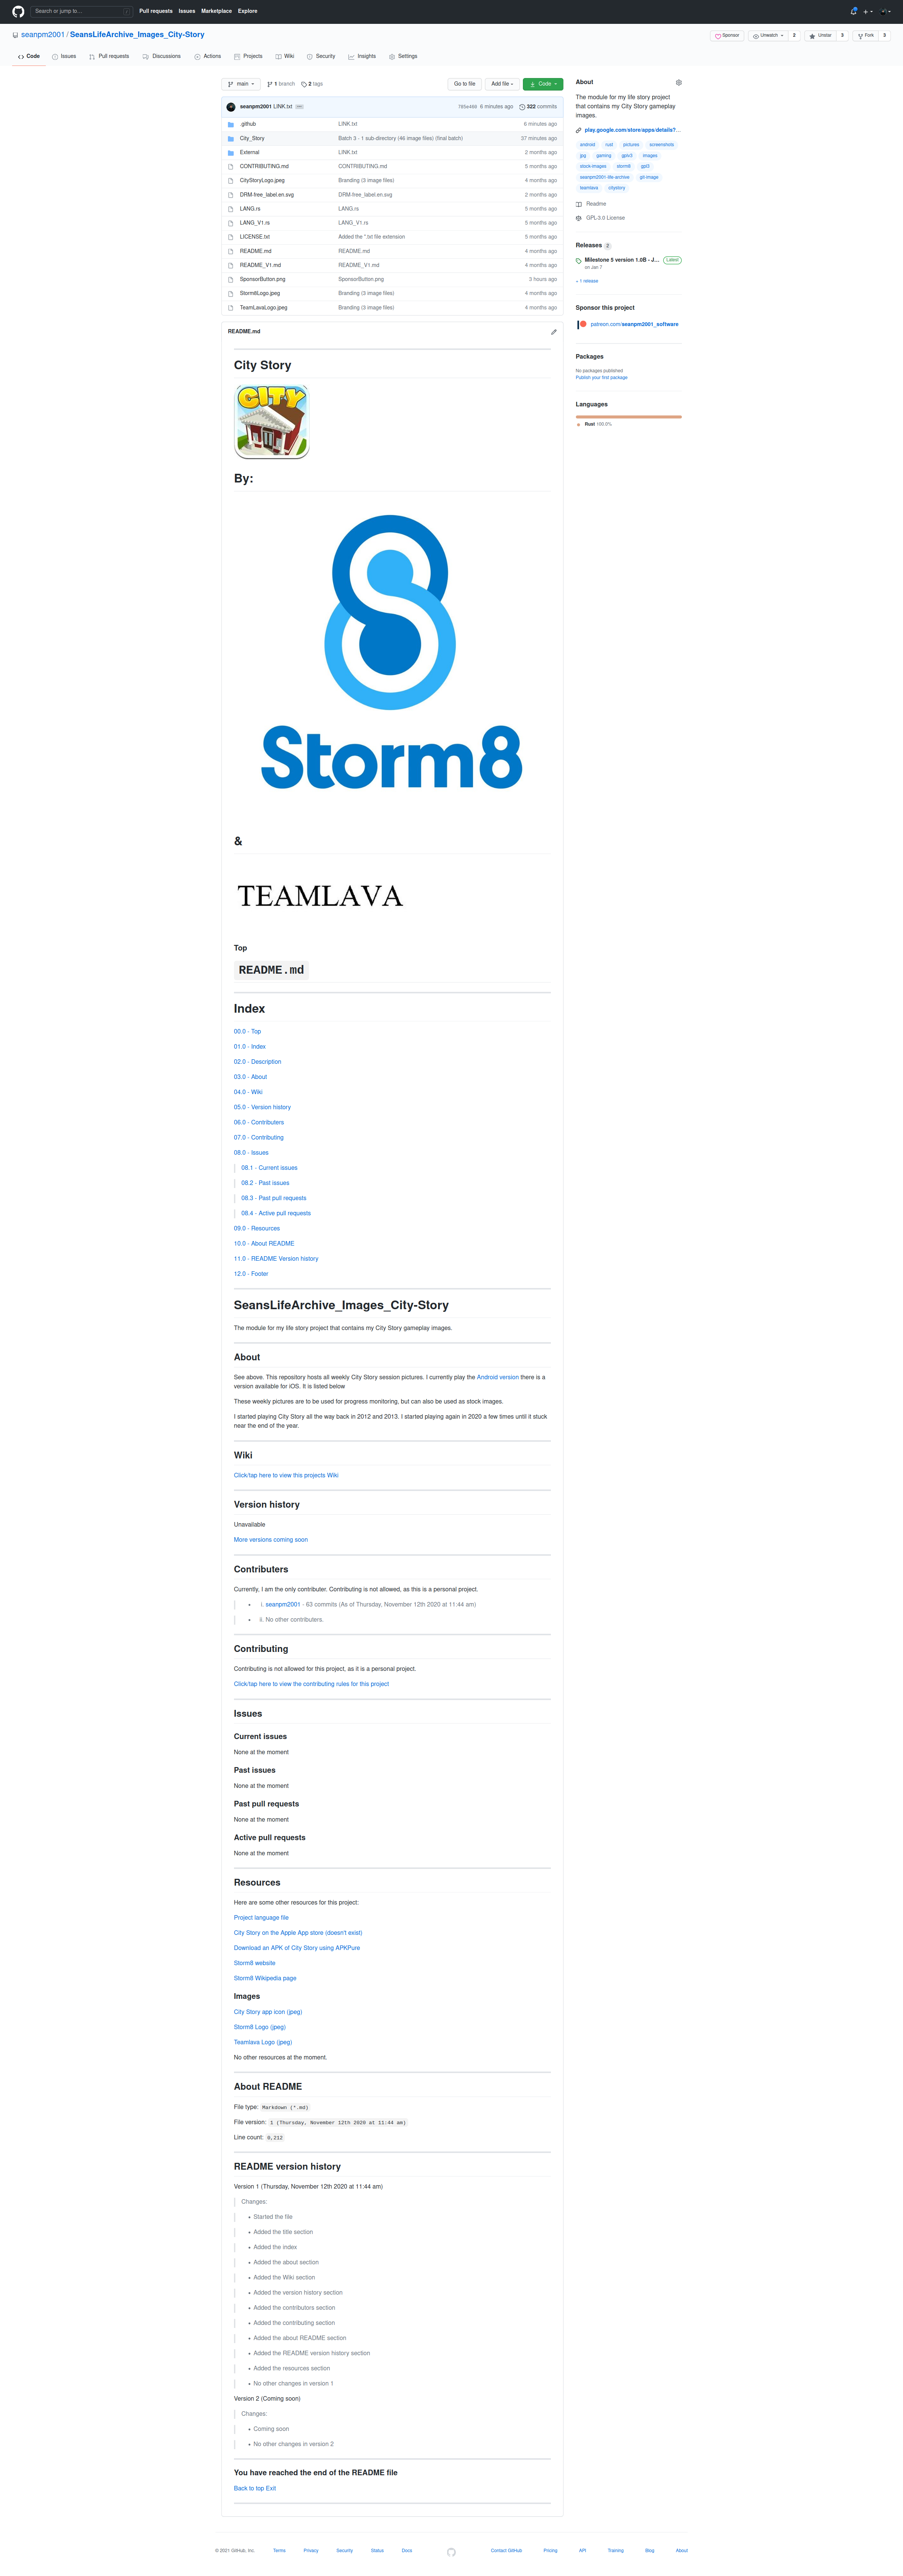 Search or jump to…
/
Pull requests Issues Marketplace Explore
seanpm2001 / SeansLifeArchive_Images_City-Story
Sponsor
Unwatch 2
Unstar 3
Fork 3
Code Issues Pull requests Discussions Actions Projects Wiki Security Insights Settings
main 1 branch 2 tags
Go to file Add file Code
seanpm2001 LINK.txt 6 minutes ago 322 commits
.github LINK.txt 6 minutes ago
City_Story Batch 3 - 1 sub-directory (46 image files) (final batch) 37 minutes ago
External LINK.txt 2 months ago
CONTRIBUTING.md CONTRIBUTING.md 4 months ago
CityStoryLogo.jpeg Branding (3 image files) 4 months ago
DRM-free_label.en.svg DRM-free_label.en.svg 2 months ago
LANG.rs LANG.rs 5 months ago
LANG_V1.rs LANG_V1.rs 5 months ago
LICENSE.txt Added the *.txt file extension 5 months ago
README.md README.md 4 months ago
README_V1.md README_V1.md 4 months ago
SponsorButton.png SponsorButton.png 3 hours ago
Storm8Logo.jpeg Branding (3 image files) 4 months ago
TeamLavaLogo.jpeg Branding (3 image files) 4 months ago
About
The module for my life story project
that contains my City Story gameplay
images.
play.google.com/store/apps/details?…
android rust pictures screenshots
jpg gaming gplv3 images
stock-images storm8 gpl3
seanpm2001-life-archive git-image
teamlava citystory
Readme
GPL-3.0 License
Releases 2
Milestone 5 version 1.0B - J… Latest
on Jan 7
+ 1 release
Sponsor this project
patreon.com/seanpm2001_software
Packages
No packages published
Publish your first package
Languages
Rust 100.0%
README.md
City Story
CITY
By:
Storm8
&
TEAMLAVA
Top
README.md
Index
00.0 - Top
01.0 - Index
02.0 - Description
03.0 - About
04.0 - Wiki
05.0 - Version history
06.0 - Contributers
07.0 - Contributing
08.0 - Issues
08.1 - Current issues
08.2 - Past issues
08.3 - Past pull requests
08.4 - Active pull requests
09.0 - Resources
10.0 - About README
11.0 - README Version history
12.0 - Footer
SeansLifeArchive_Images_City-Story
The module for my life story project that contains my City Story gameplay images.
About
See above. This repository hosts all weekly City Story session pictures. I currently play the Android version there is a
version available for iOS. It is listed below
These weekly pictures are to be used for progress monitoring, but can also be used as stock images.
I started playing City Story all the way back in 2012 and 2013. I started playing again in 2020 a few times until it stuck
near the end of the year.
Wiki
Click/tap here to view this projects Wiki
Version history
Unavailable
More versions coming soon
Contributers
Currently, I am the only contributer. Contributing is not allowed, as this is a personal project.
• i. seanpm2001 - 63 commits (As of Thursday, November 12th 2020 at 11:44 am)
• ii. No other contributers.
Contributing
Contributing is not allowed for this project, as it is a personal project.
Click/tap here to view the contributing rules for this project
Issues
Current issues
None at the moment
Past issues
None at the moment
Past pull requests
None at the moment
Active pull requests
None at the moment
Resources
Here are some other resources for this project:
Project language file
City Story on the Apple App store (doesn't exist)
Download an APK of City Story using APKPure
Storm8 website
Storm8 Wikipedia page
Images
City Story app icon (jpeg)
Storm8 Logo (jpeg)
Teamlava Logo (jpeg)
No other resources at the moment.
About README
File type: Markdown (*.md)
File version: 1 (Thursday, November 12th 2020 at 11:44 am)
Line count: 0,212
README version history
Version 1 (Thursday, November 12th 2020 at 11:44 am)
Changes:
• Started the file
• Added the title section
• Added the index
• Added the about section
• Added the Wiki section
• Added the version history section
• Added the contributors section
• Added the contributing section
• Added the about README section
• Added the README version history section
• Added the resources section
• No other changes in version 1
Version 2 (Coming soon)
Changes:
• Coming soon
• No other changes in version 2
You have reached the end of the README file
Back to top Exit
© 2021 GitHub, Inc. Terms Privacy Security Status Docs Contact GitHub Pricing API Training Blog About